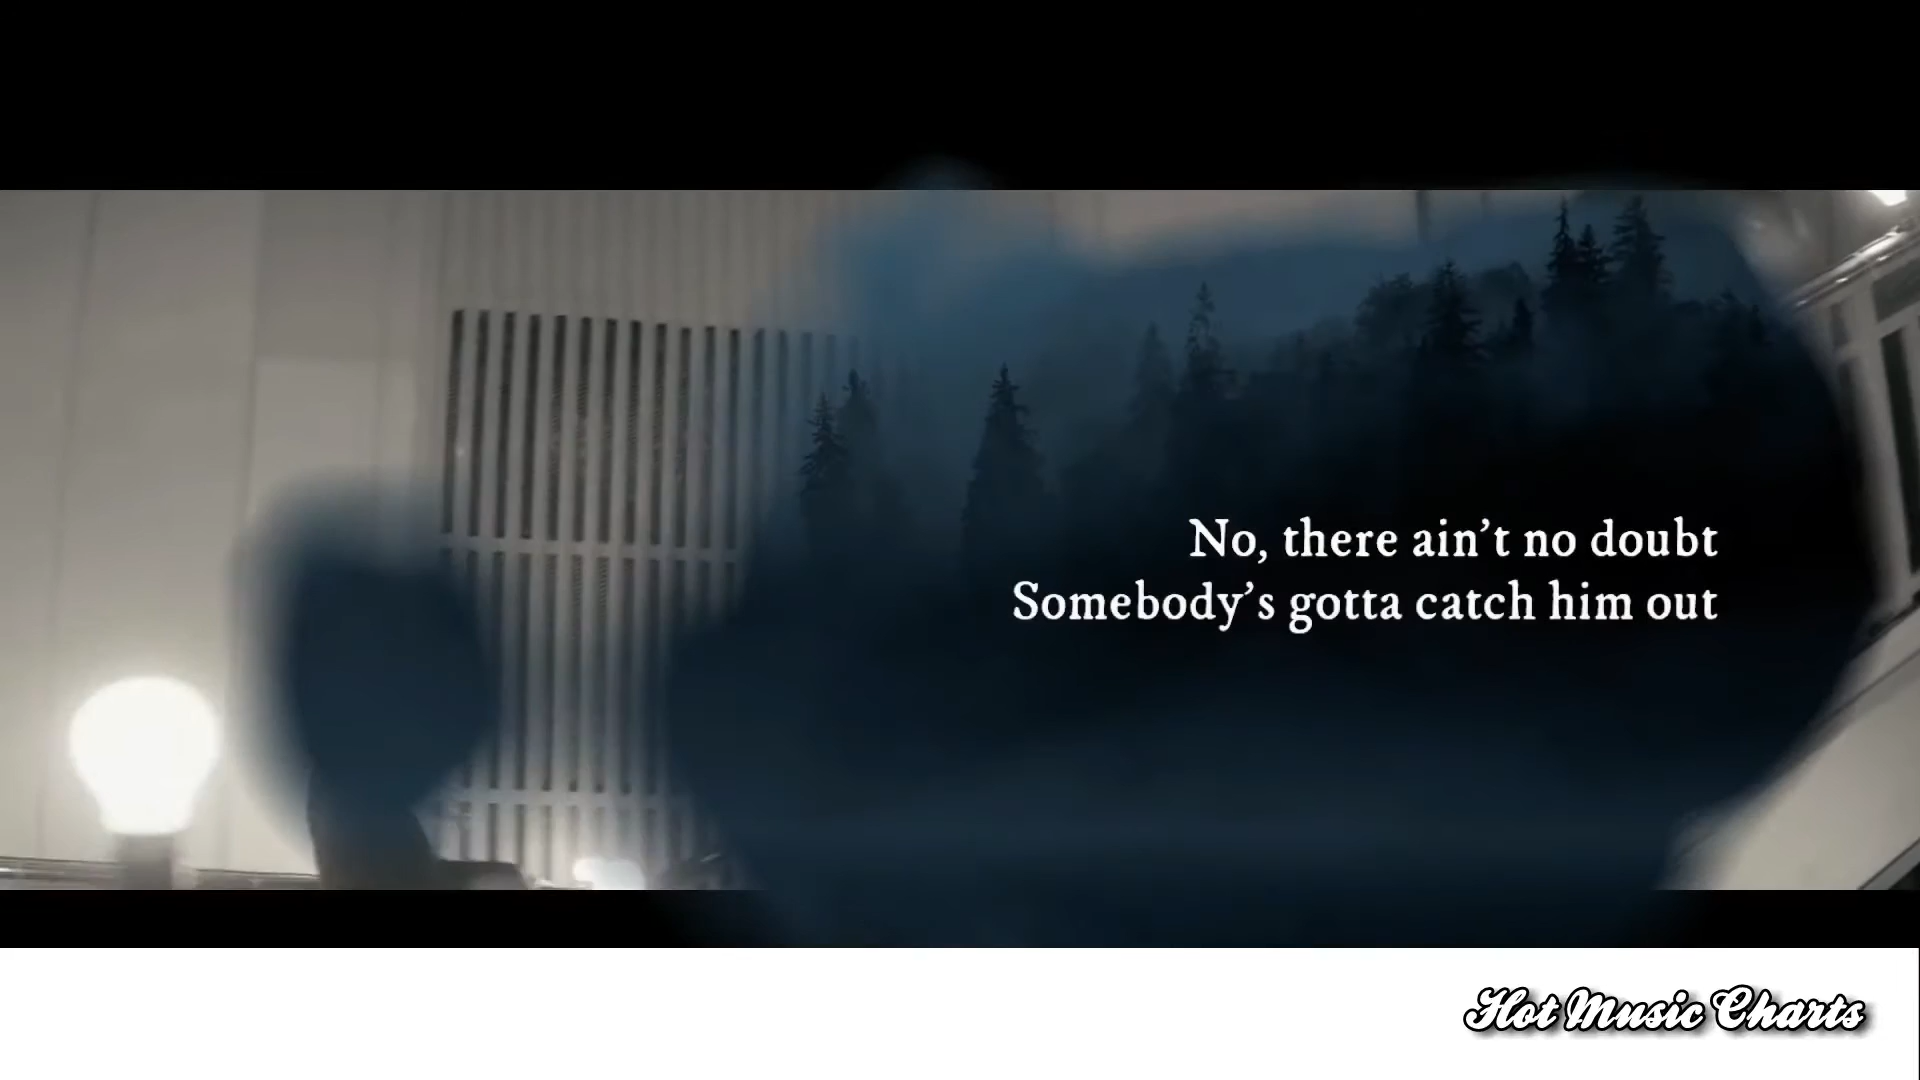 No, there ain’t no doubt
Somebody’s gotta catch him out
Hot Music Charts